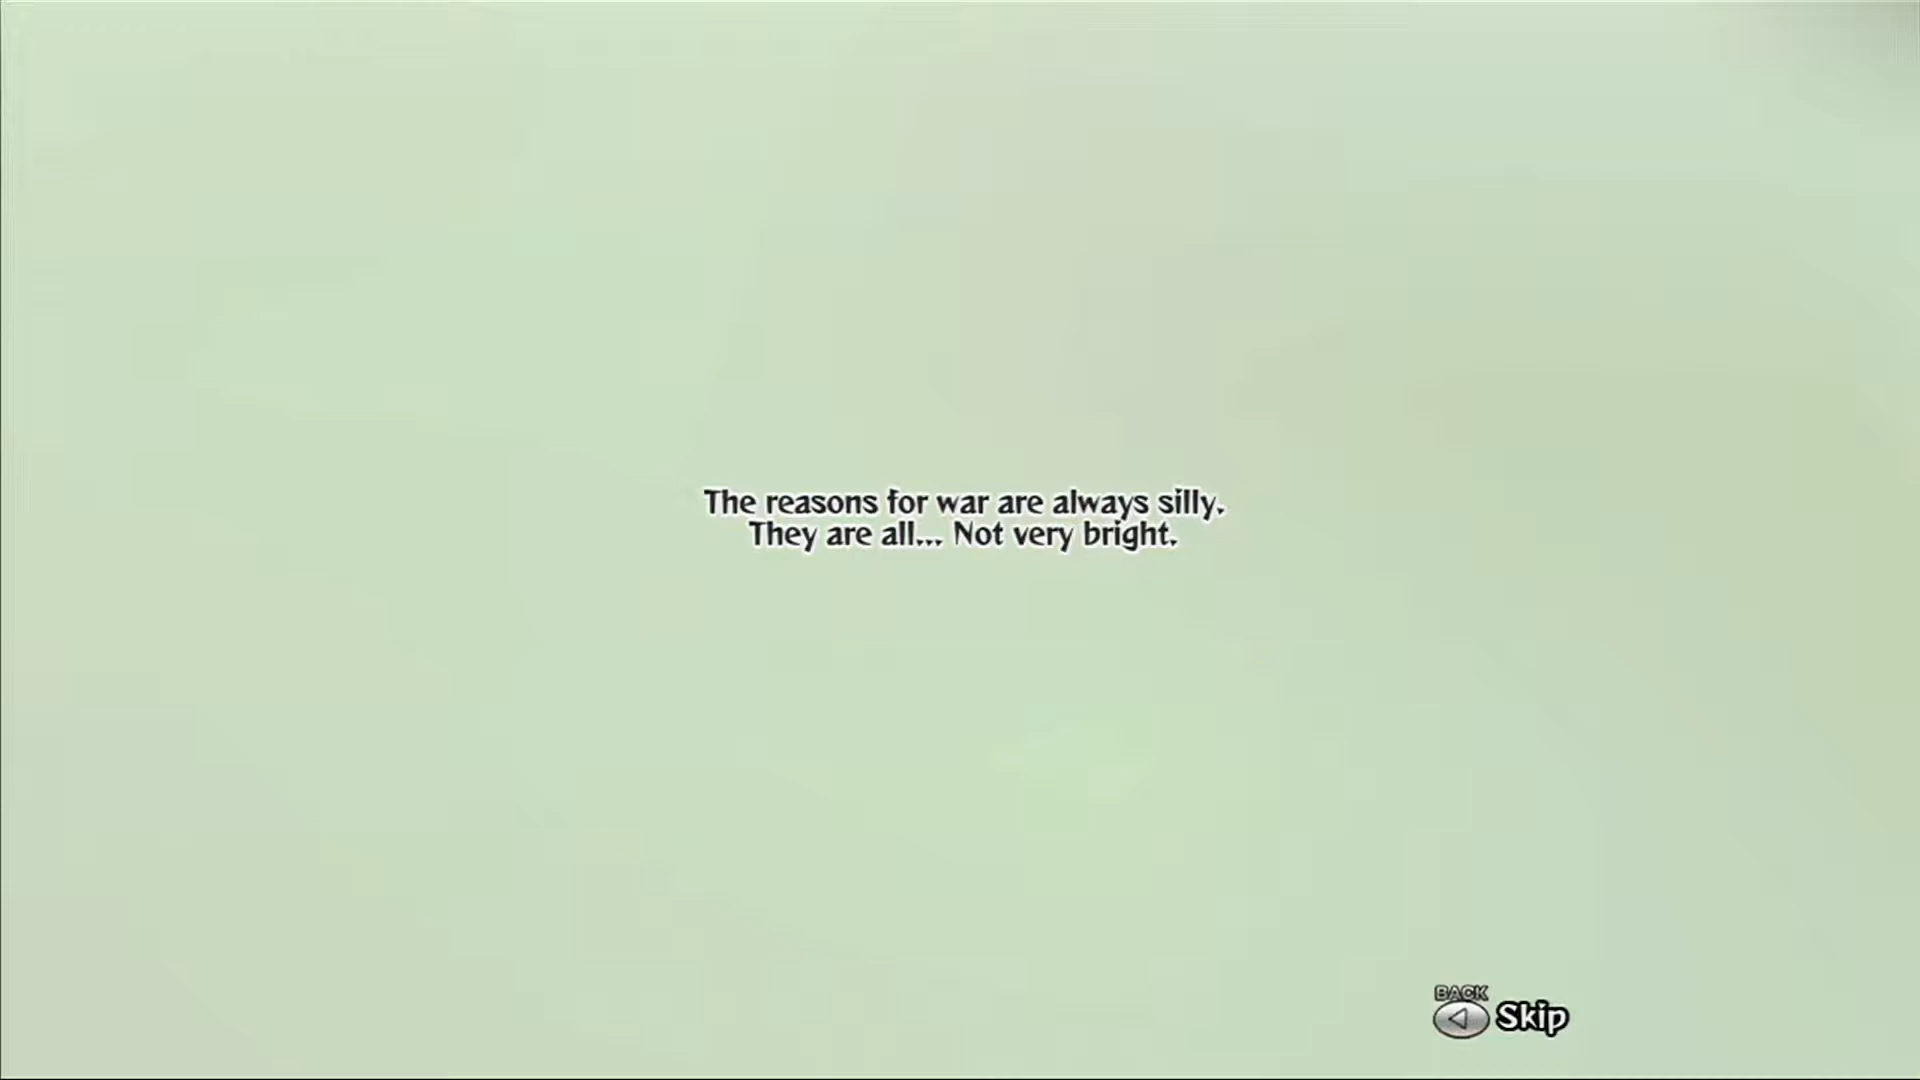 The reasons for war are always silly.
They are all... Not very bright.
BACK
Skip